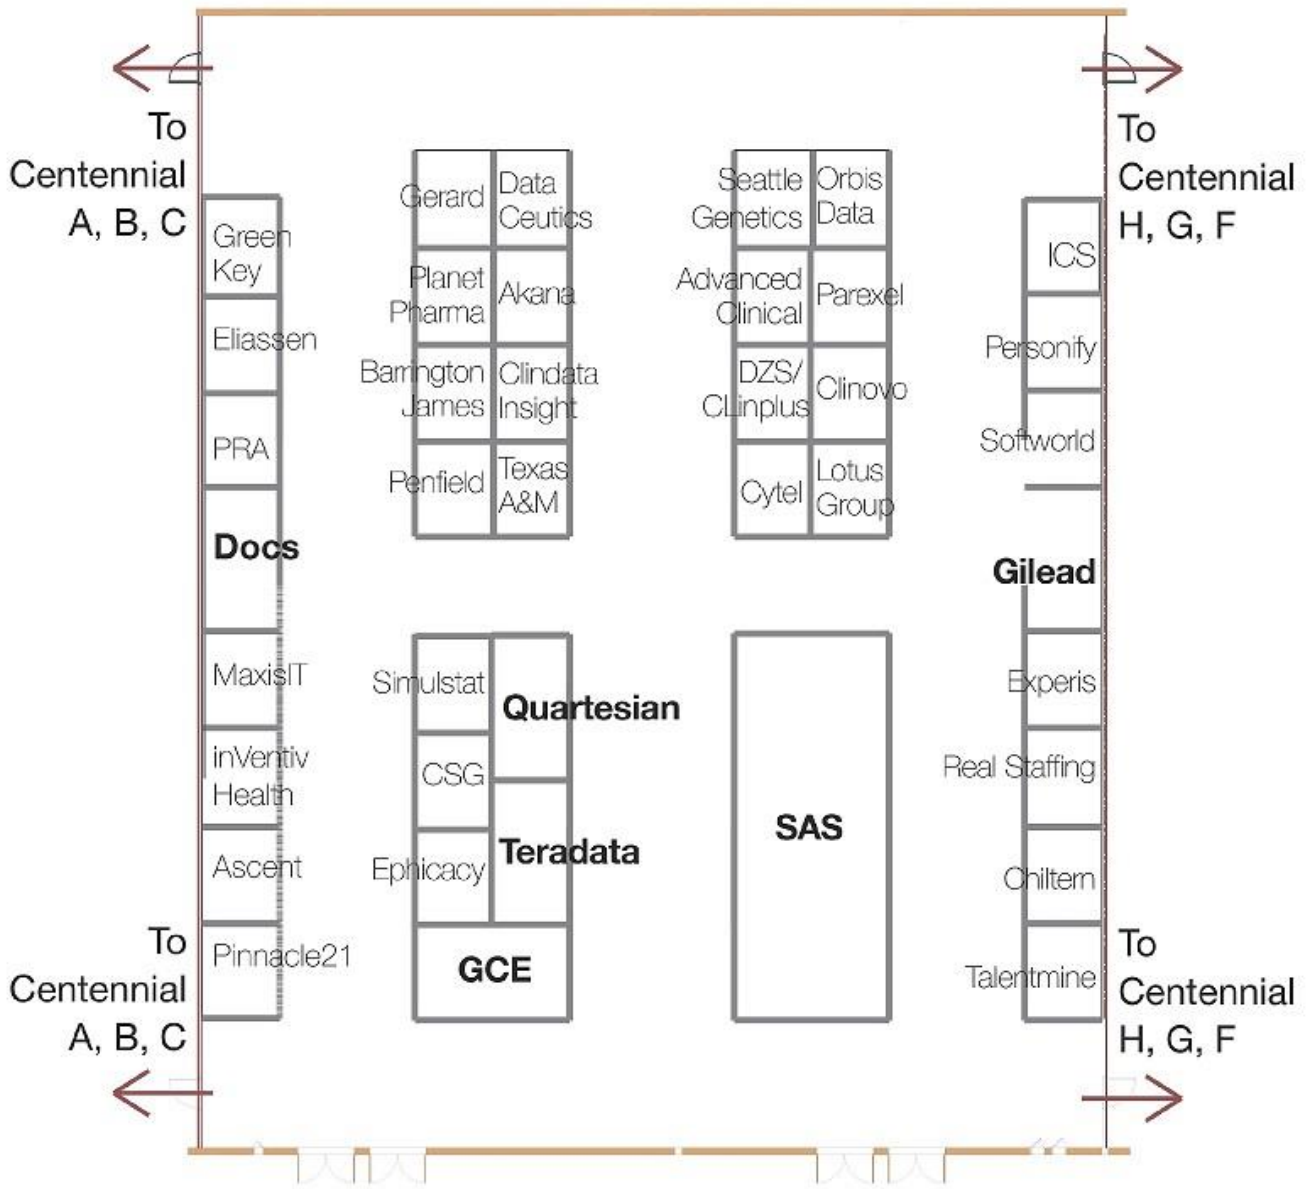 To
Centennial
A, B, C
Green
Key
Eliassen
PRA
Docs
MaxisIT
inVentiv
Health
Ascent
Pinnacle21
To
Centennial
A, B, C
Gerard
Data
Ceutics
Planet
Pharma
Akana
Barrington
James
Clindata
Insight
Penfield
Texas
A&M
Simulstat
Quartesian
CSG
Teradata
Ephicacy
GCE
Seattle
Genetics
Orbis
Data
Advanced
Clinical
Parexel
DZS/
CLinplus
Clinovo
Cytel
Lotus
Group
SAS
To
Centennial
H, G, F
ICS
Personify
Softworld
Gilead
Experis
Real Staffing
Chiltern
Talentmine
To
Centennial
H, G, F